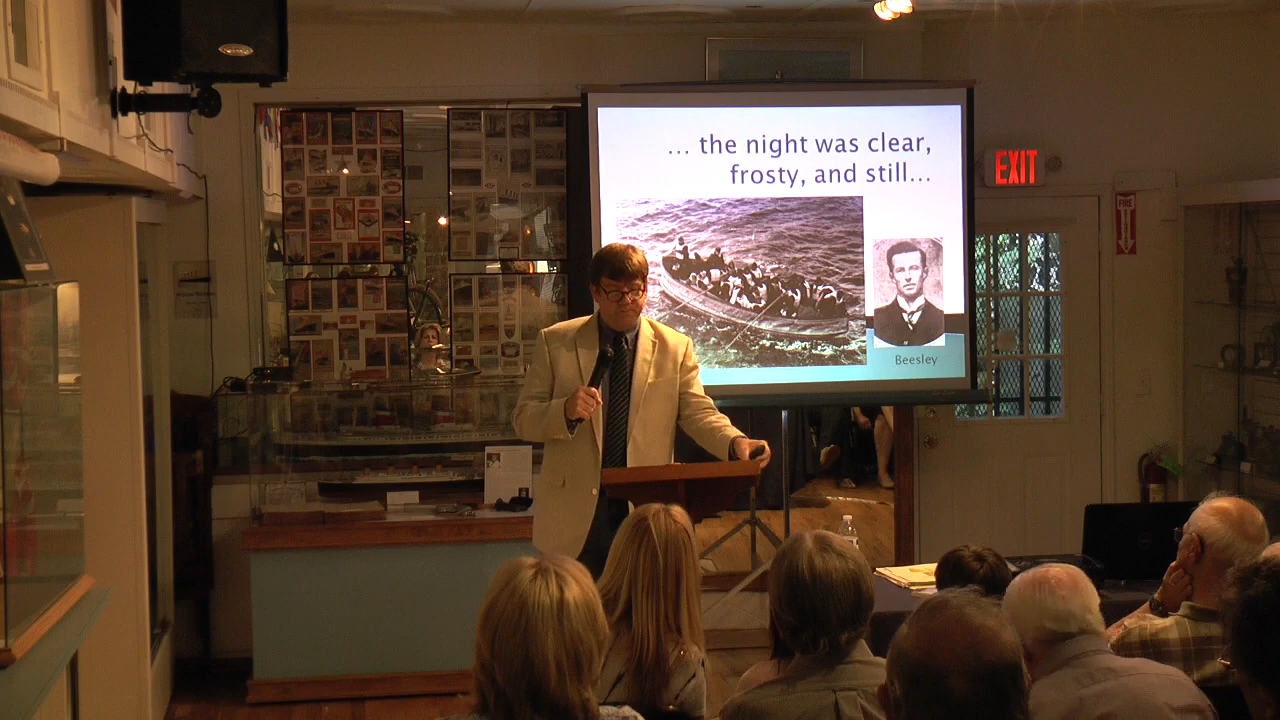 ... the night was clear,
frosty, and still...
Beesley
EXIT
FIRE